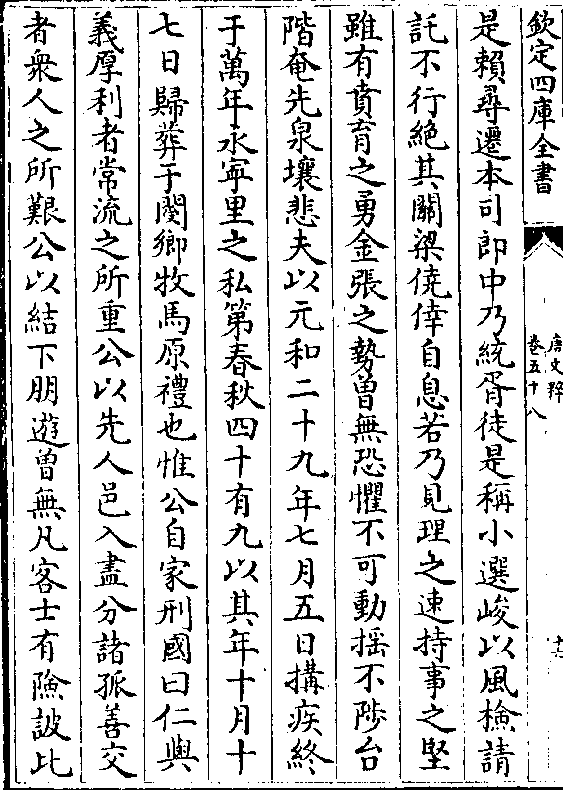 欽定四庫全書
唐文粹
卷五十八
十二
是賴尋遷本司郎中乃統胥徒是稱小選峻以風檢請
託不行絕其關梁僥倖自息若乃見理之速持事之堅
雖有賁育之勇金張之勢曽無恐懼不可動揺不陟台
階奄先泉壤悲夫以元和二十九年七月五日搆疾終
于萬年永寜里之私第春秋四十有九以其年十月十
七日歸葬于閿鄉牧馬原禮也惟公自家刑國曰仁與
義厚利者常流之所重公以先人邑入盡分諸孤善交
者衆人之所艱公以結下朋遊曽無凡客士有險詖比